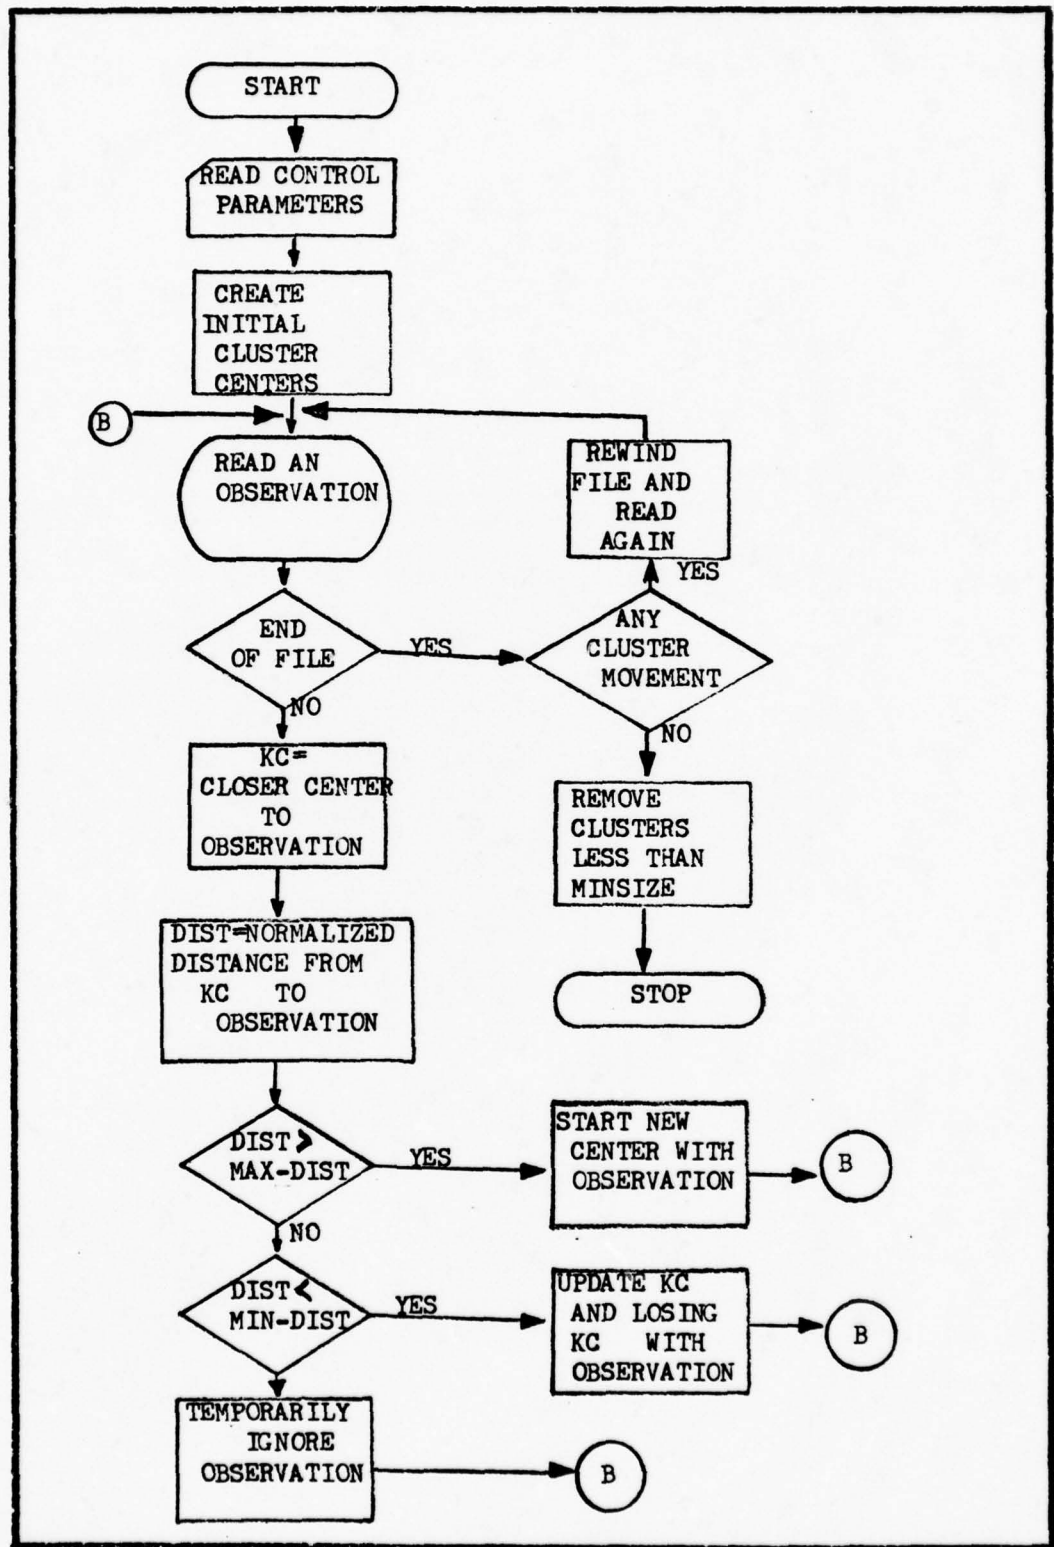 START
READ CONTROL
PARAMETERS
CREATE
INITIAL
CLUSTER
CENTERS
B
READ AN
OBSERVATION
REWIND
FILE AND
READ
AGAIN
YES
END
OF FILE
YES
ANY
CLUSTER
MOVEMENT
NO
NO
KC=
CLOSER CENTER
TO
OBSERVATION
REMOVE
CLUSTERS
LESS THAN
MINSIZE
DIST=NORMALIZED
DISTANCE FROM
KC TO
OBSERVATION
STOP
DIST >
MAX-DIST
YES
START NEW
CENTER WITH
OBSERVATION
B
NO
DIST <
MIN-DIST
YES
UPDATE KC
AND LOSING
KC WITH
OBSERVATION
B
TEMPORARILY
IGNORE
OBSERVATION
B